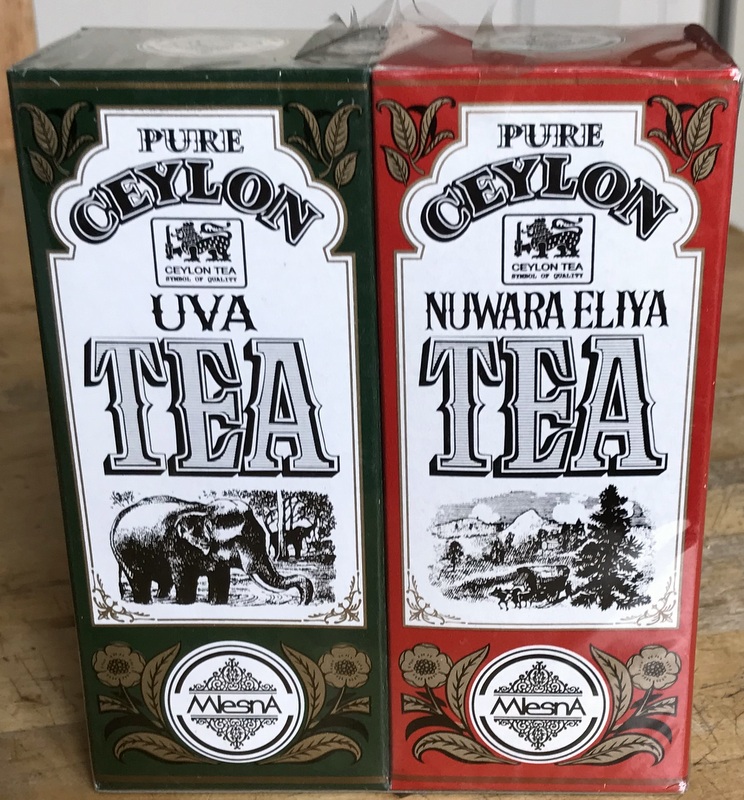 PURE
CEYLON
CEYLON TEA
SYMBOL OF QUALITY
UVA
TEA
MlesnA
PURE
CEYLON
CEYLON TEA
SYMBOL OF QUALITY
NUWARA ELIYA
TEA
MlesnA